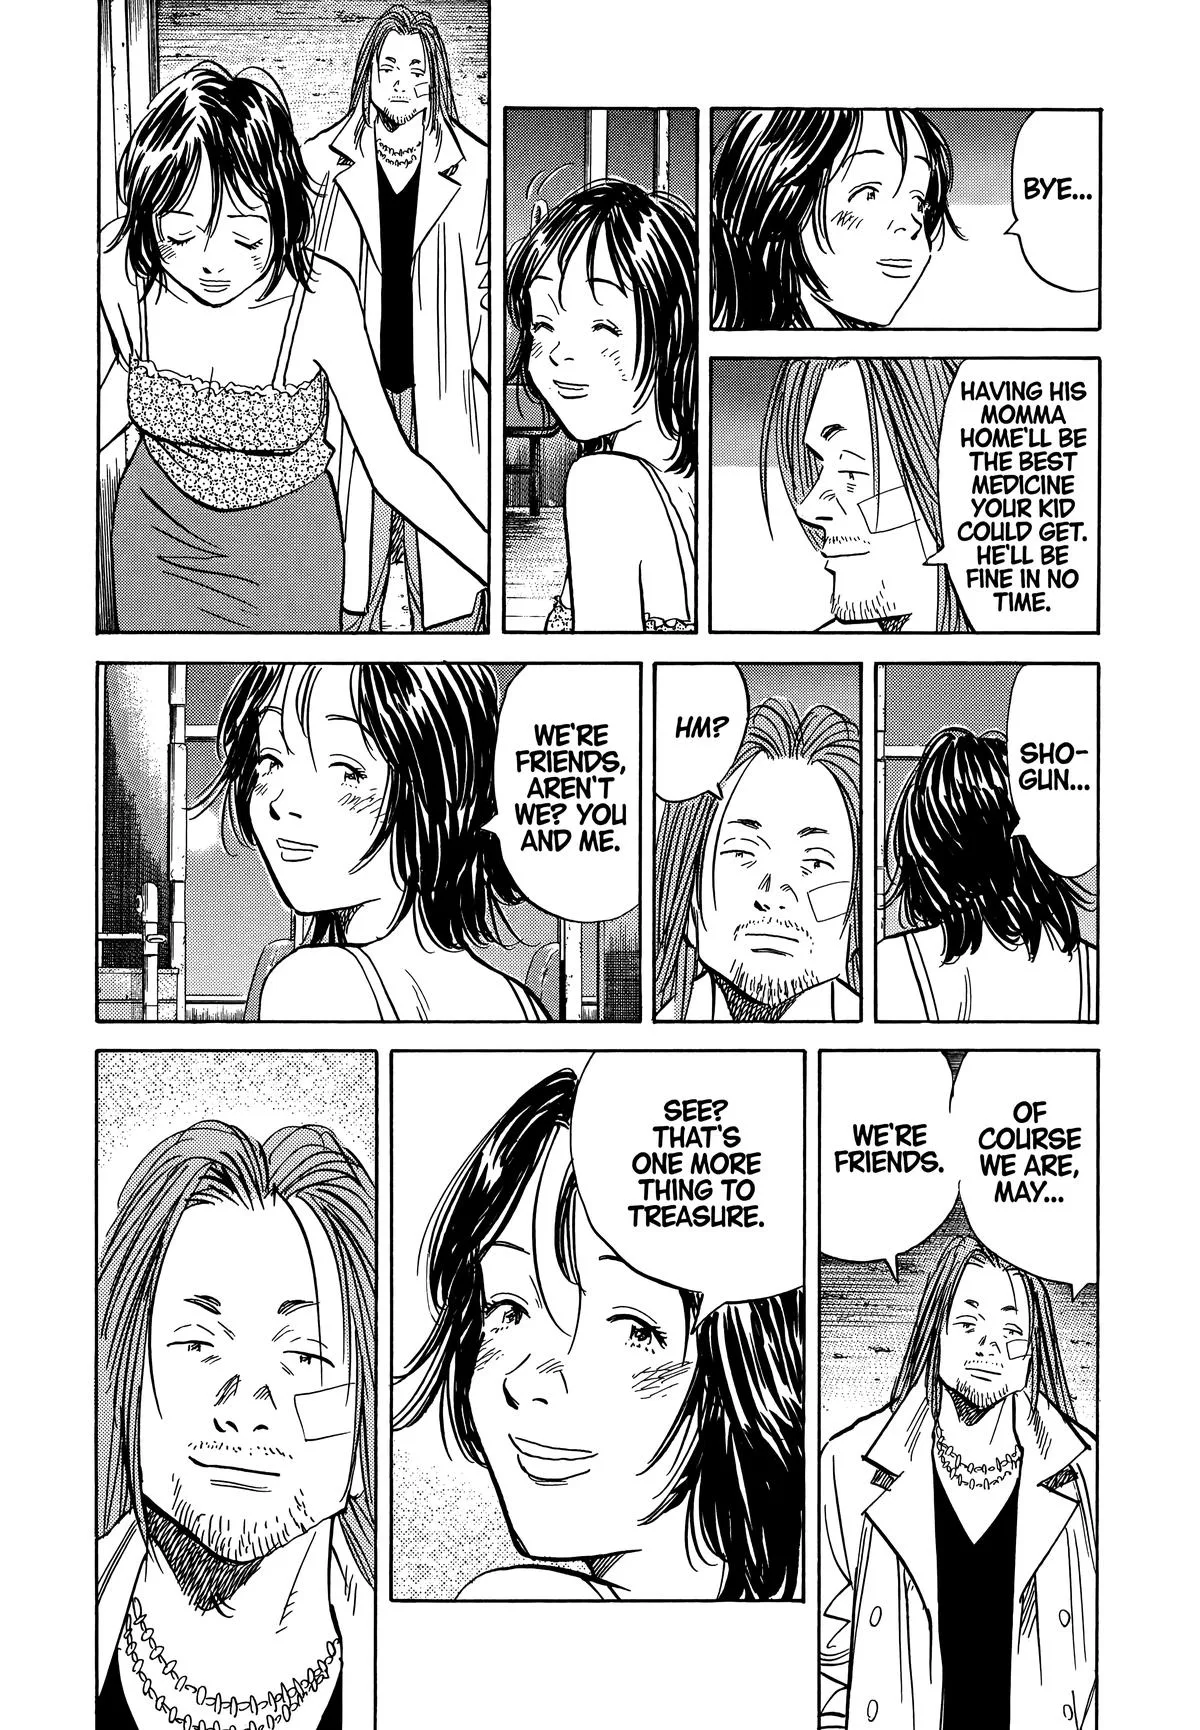 BYE...
HAVING HIS
MOMMA
HOME'LL BE
THE BEST
MEDICINE
YOUR KID
COULD GET.
HE'LL BE
FINE IN NO
TIME.
SHO-
GUN...
HM?
WE'RE
FRIENDS,
AREN'T
WE? YOU
AND ME.
OF
COURSE
WE ARE,
MAY...
WE'RE
FRIENDS.
SEE?
THAT'S
ONE MORE
THING TO
TREASURE.